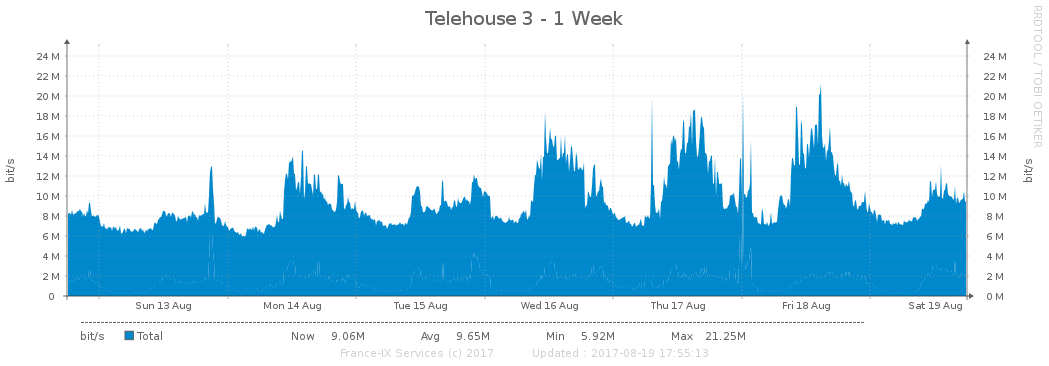 Telehouse 3 - 1 Week
RRDTOOL / TOBI OETIKER
bit/s
24 M 24 M
22 M 22 M
20 M 20 M
18 M 18 M
16 M 16 M
14 M 14 M
12 M 12 M
10 M 10 M
8 M 8 M
6 M 6 M
4 M 4 M
2 M 2 M
0 0 M
bit/s
Sun 13 Aug Mon 14 Aug Tue 15 Aug Wed 16 Aug Thu 17 Aug Fri 18 Aug Sat 19 Aug
bit/s Total Now 9.06M Avg 9.65M Min 5.92M Max 21.25M
France-IX Services (c) 2017 Updated : 2017-08-19 17:55:13